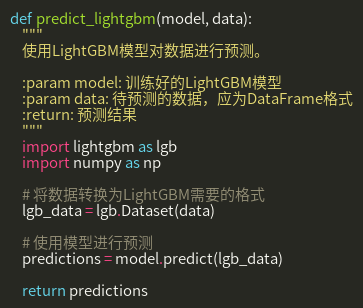 def predict_lightgbm(model, data):
"""
使用LightGBM模型对数据进行预测。
:param model: 训练好的LightGBM模型
:param data: 待预测的数据，应为DataFrame格式
:return: 预测结果
"""
import lightgbm as lgb
import numpy as np
# 将数据转换为LightGBM需要的格式
lgb_data = lgb.Dataset(data)
# 使用模型进行预测
predictions = model.predict(lgb_data)
return predictions